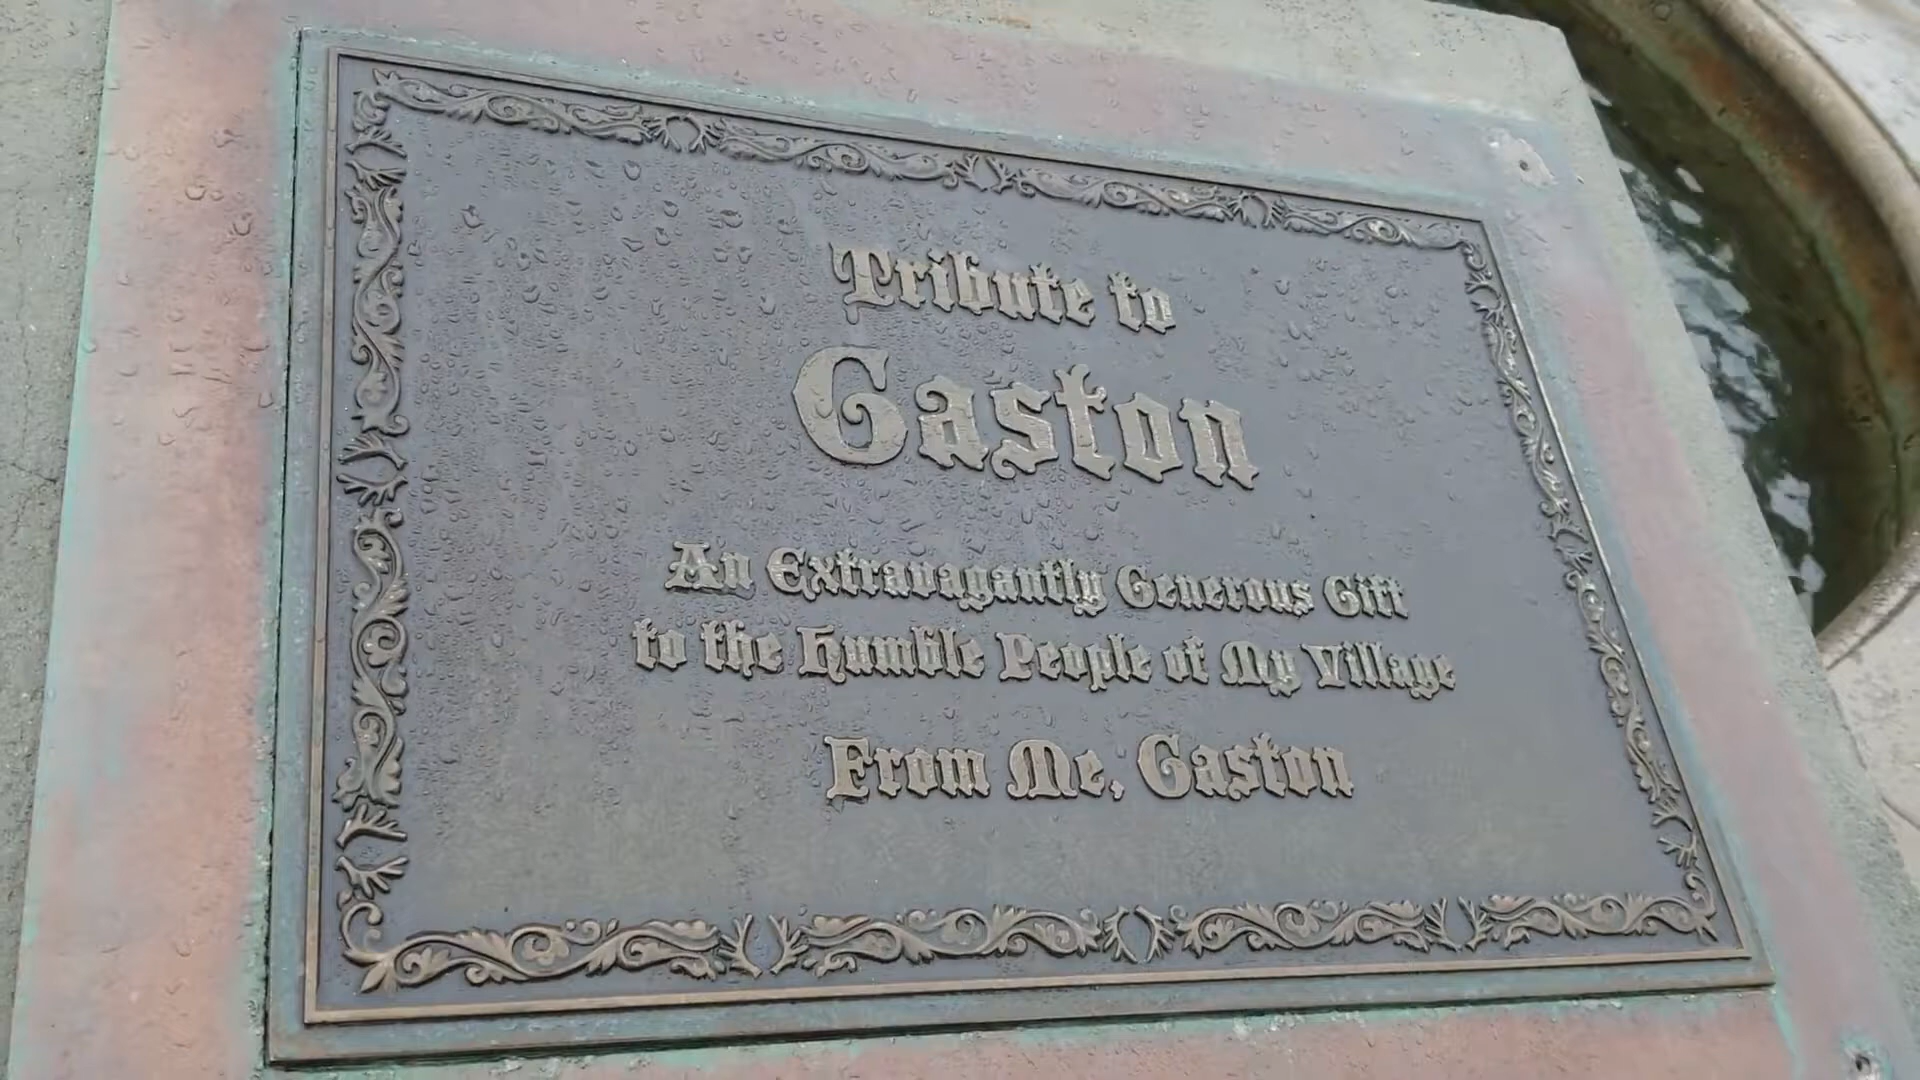 Tribute to
Gaston
An Extravagantly Generous Gift
to the Humble People of My Village
From Me, Gaston